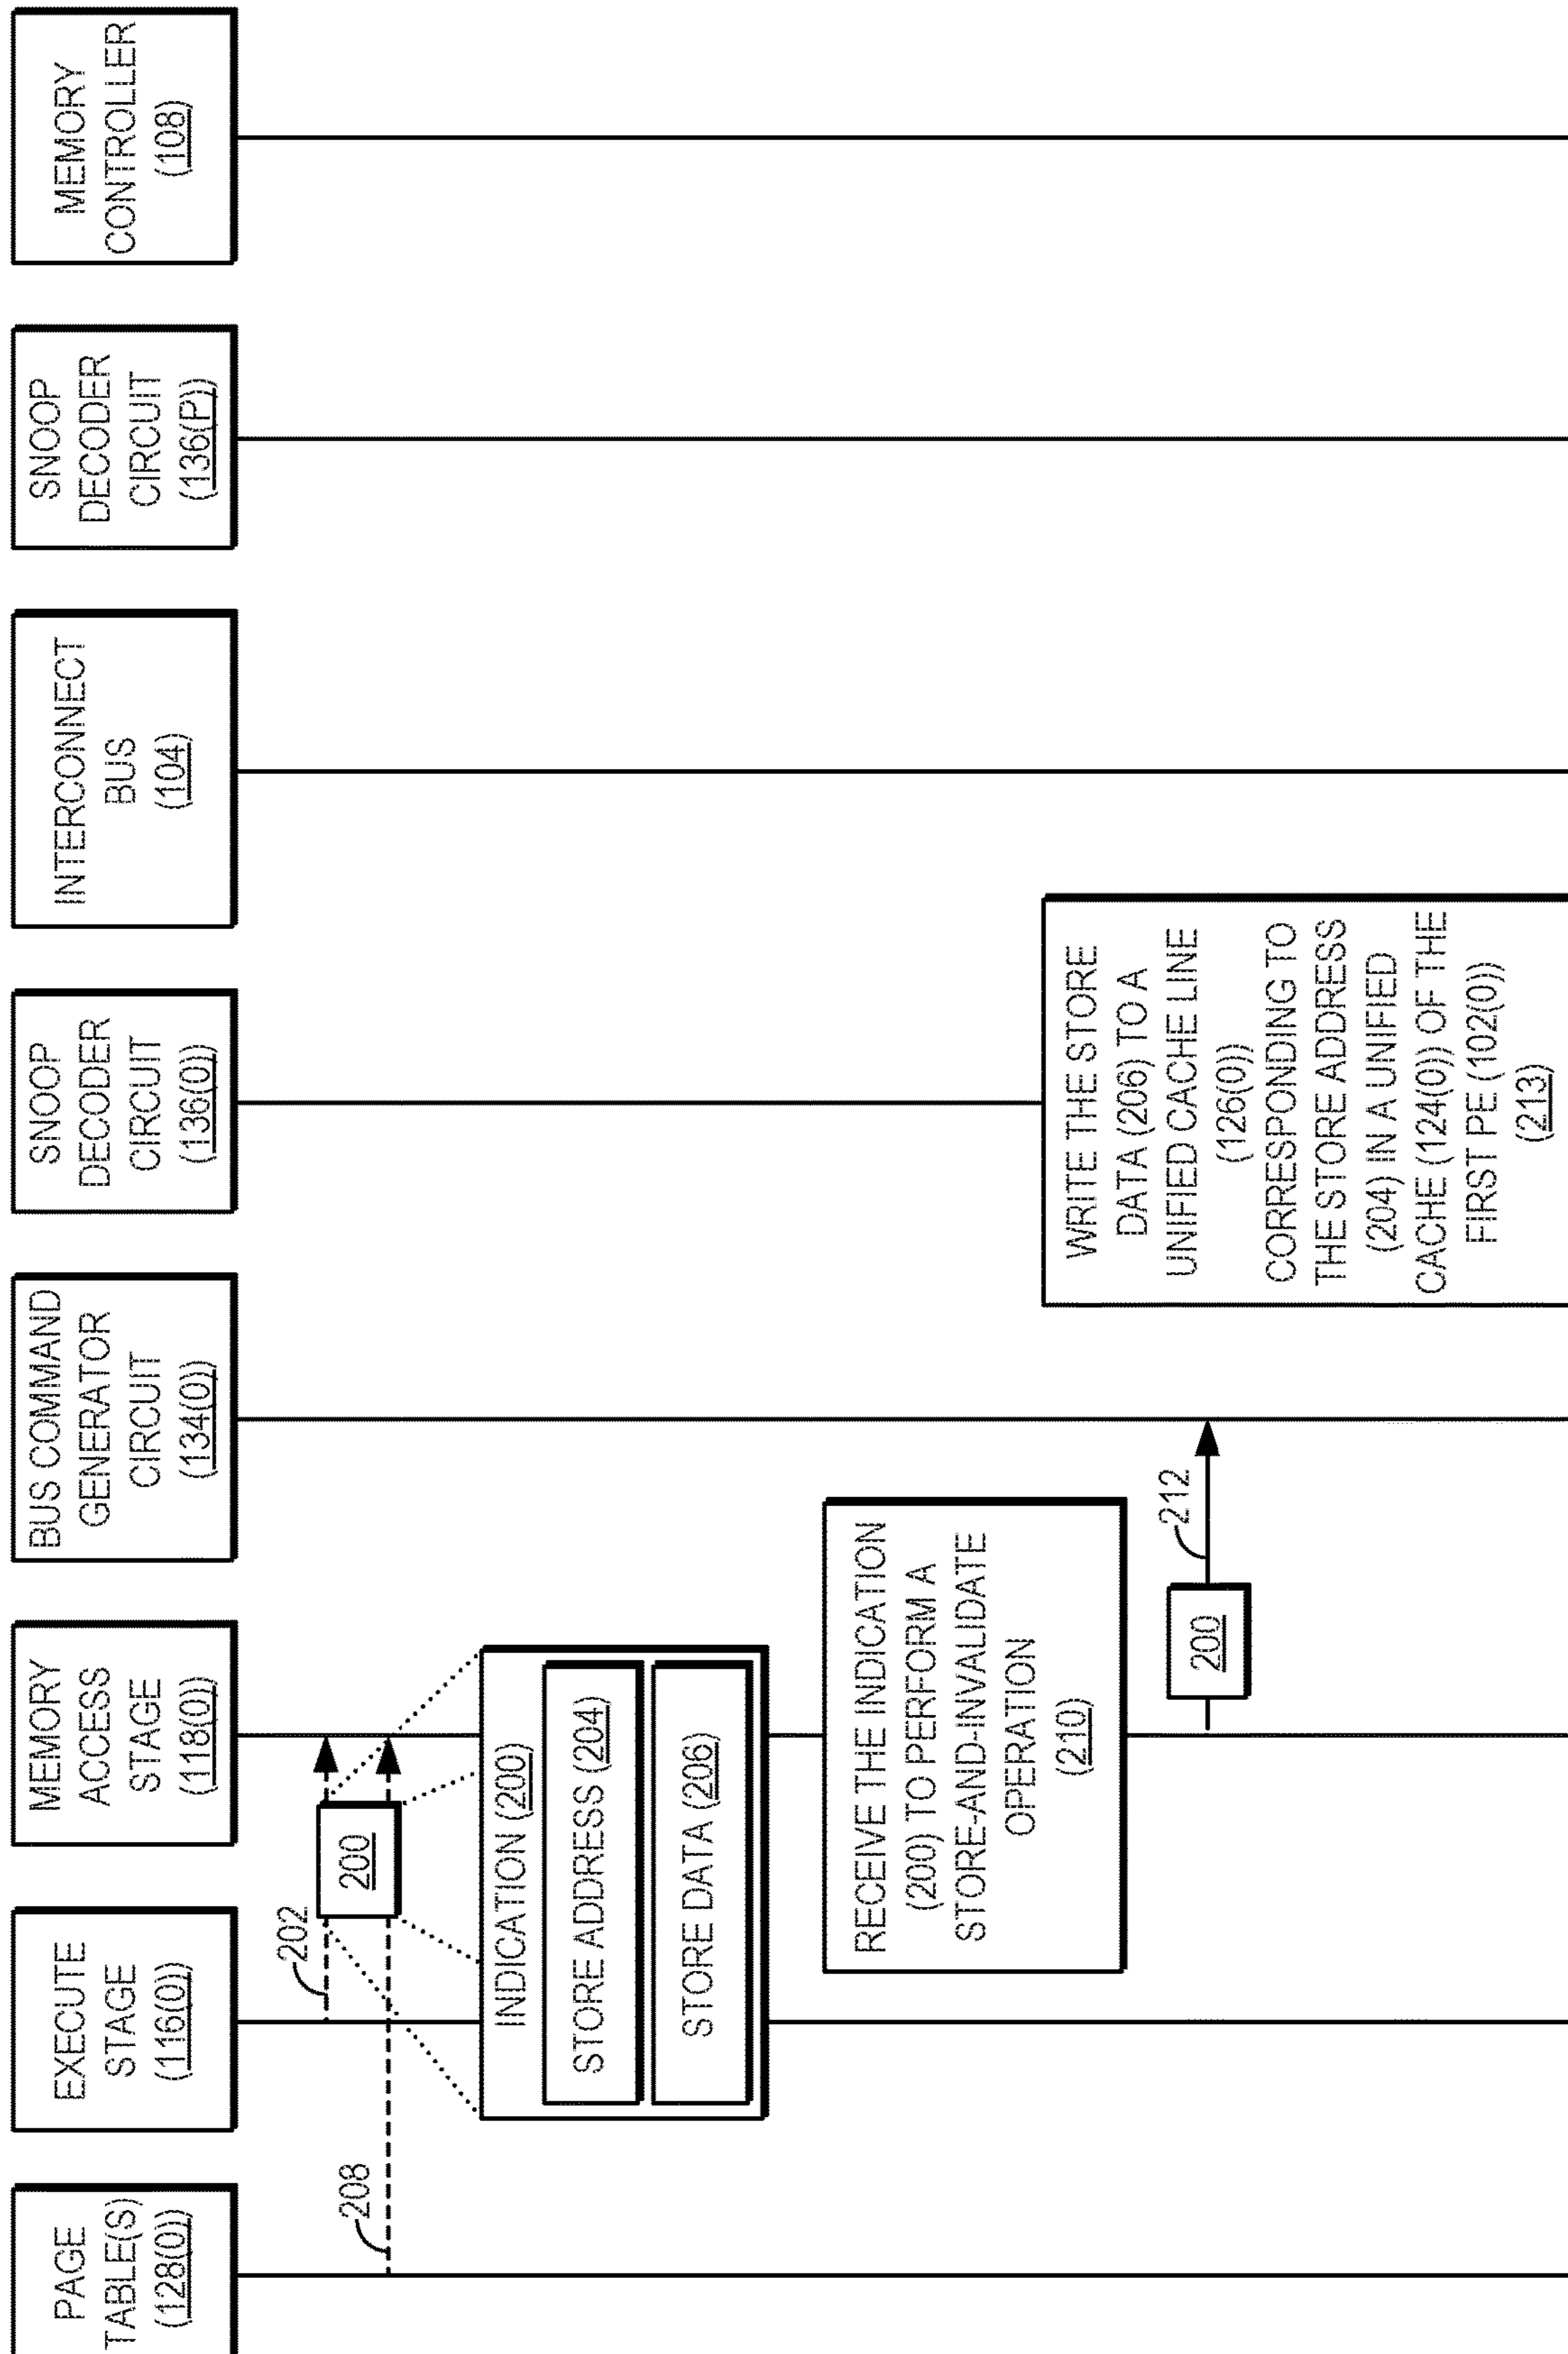 PAGE
TABLE(S)
(128(0))
EXECUTE
STAGE
(116(0))
MEMORY
ACCESS
STAGE
(118(0))
BUS COMMAND
GENERATOR
CIRCUIT
(134(0))
SNOOP
DECODER
CIRCUIT
(136(0))
INTERCONNECT
BUS
(104)
SNOOP
DECODER
CIRCUIT
(136(P))
MEMORY
CONTROLLER
(108)
202
200
208
INDICATION (200)
STORE ADDRESS (204)
STORE DATA (206)
RECEIVE THE INDICATION
(200) TO PERFORM A
STORE-AND-INVALIDATE
OPERATION
(210)
200
212
WRITE THE STORE
DATA (206) TO A
UNIFIED CACHE LINE
(126(0))
CORRESPONDING TO
THE STORE ADDRESS
(204) IN A UNIFIED
CACHE (124(0)) OF THE
FIRST PE (102(0))
(213)